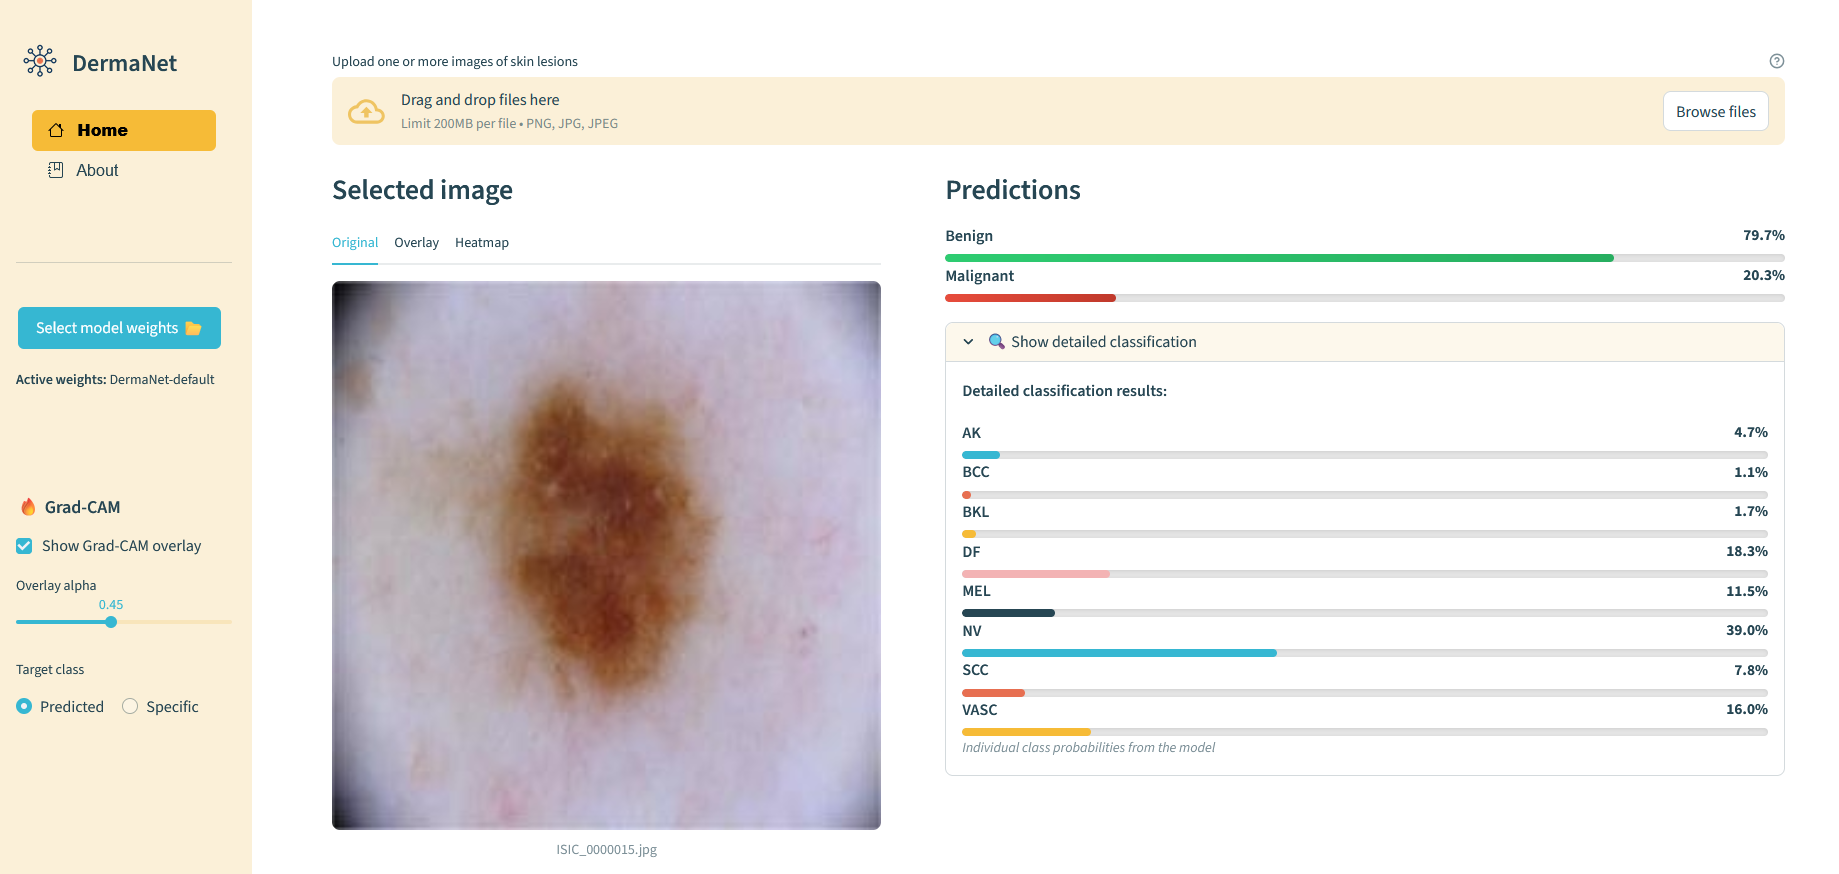 DermaNet
Home
About
Select model weights
Active weights: DermaNet-default
Grad-CAM
Show Grad-CAM overlay
Overlay alpha
0.45
Target class
Predicted Specific
Upload one or more images of skin lesions
Drag and drop files here
Limit 200MB per file • PNG, JPG, JPEG
Browse files
Selected image
Original Overlay Heatmap
ISIC_0000015.jpg
Predictions
Benign 79.7%
Malignant 20.3%
Show detailed classification
Detailed classification results:
AK 4.7%
BCC 1.1%
BKL 1.7%
DF 18.3%
MEL 11.5%
NV 39.0%
SCC 7.8%
VASC 16.0%
Individual class probabilities from the model